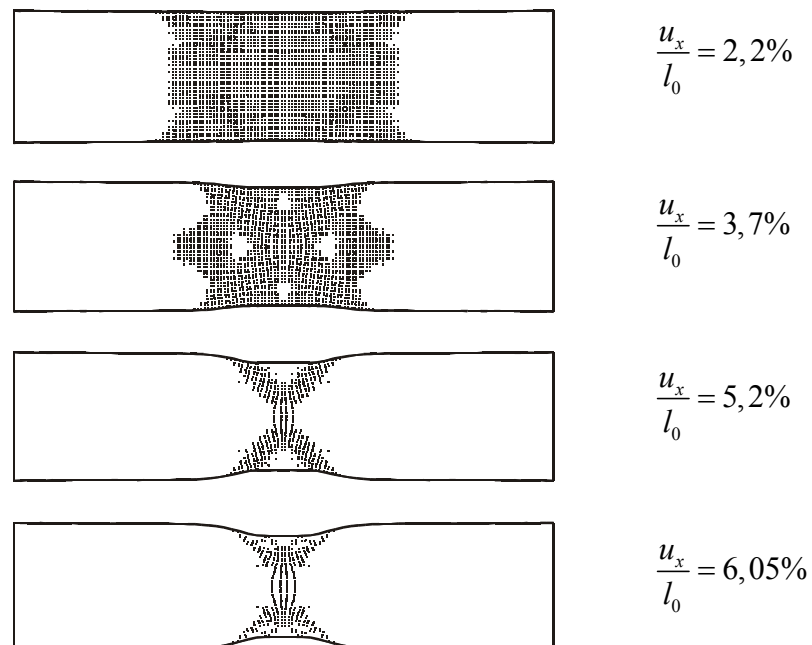 u_x/l_0 = 2,2%
u_x/l_0 = 3,7%
u_x/l_0 = 5,2%
u_x/l_0 = 6,05%